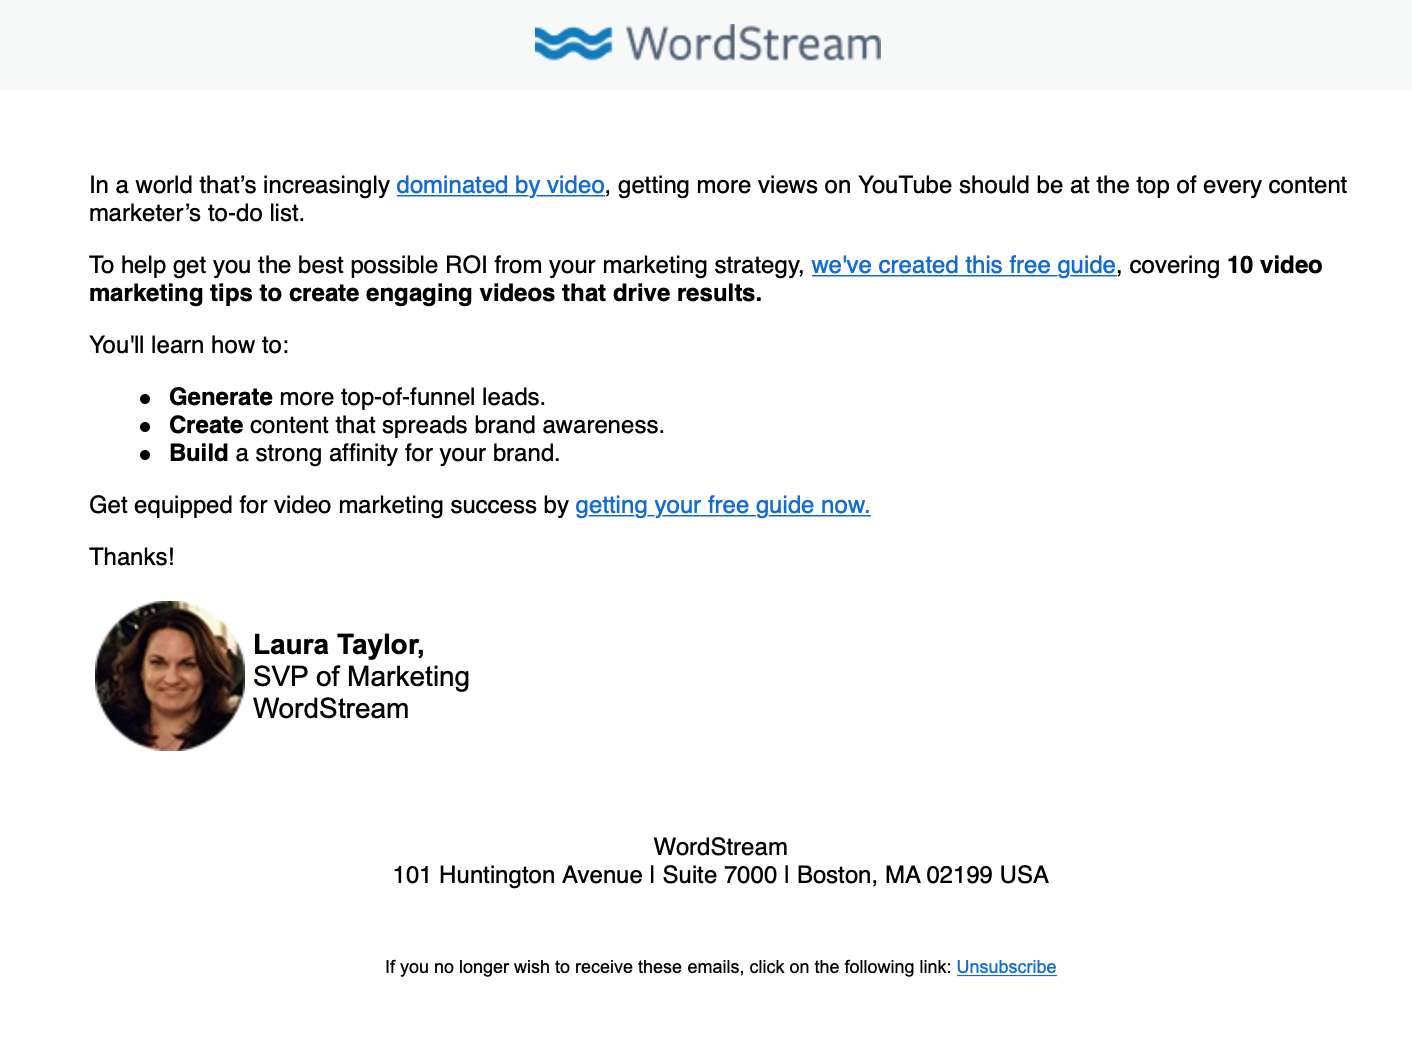 WordStream
In a world that’s increasingly dominated by video, getting more views on YouTube should be at the top of every content
marketer’s to-do list.
To help get you the best possible ROI from your marketing strategy, we've created this free guide, covering 10 video
marketing tips to create engaging videos that drive results.
You'll learn how to:
● Generate more top-of-funnel leads.
● Create content that spreads brand awareness.
● Build a strong affinity for your brand.
Get equipped for video marketing success by getting your free guide now.
Thanks!
Laura Taylor,
SVP of Marketing
WordStream
WordStream
101 Huntington Avenue | Suite 7000 | Boston, MA 02199 USA
If you no longer wish to receive these emails, click on the following link: Unsubscribe